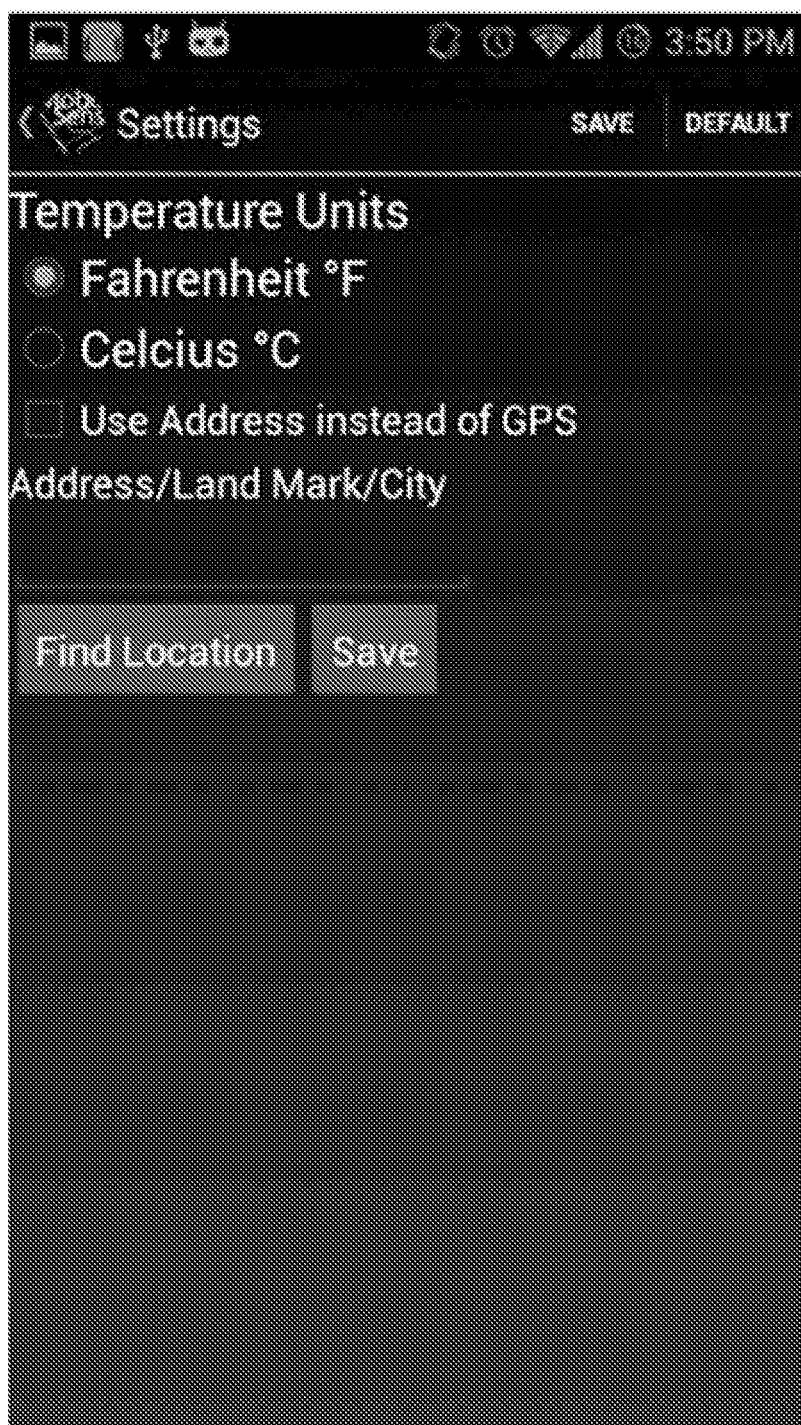 3:50 PM
Settings SAVE DEFAULT
Temperature Units
Fahrenheit °F
Celcius °C
Use Address instead of GPS
Address/Land Mark/City
Find Location Save